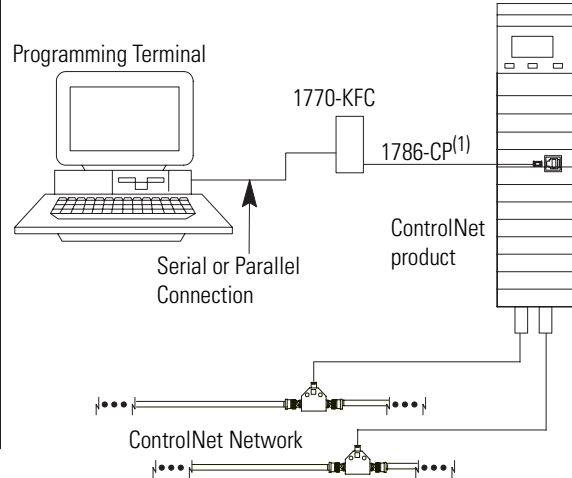 Programming Terminal
1770-KFC
1786-CP(1)
ControlNet
product
Serial or Parallel
Connection
ControlNet Network